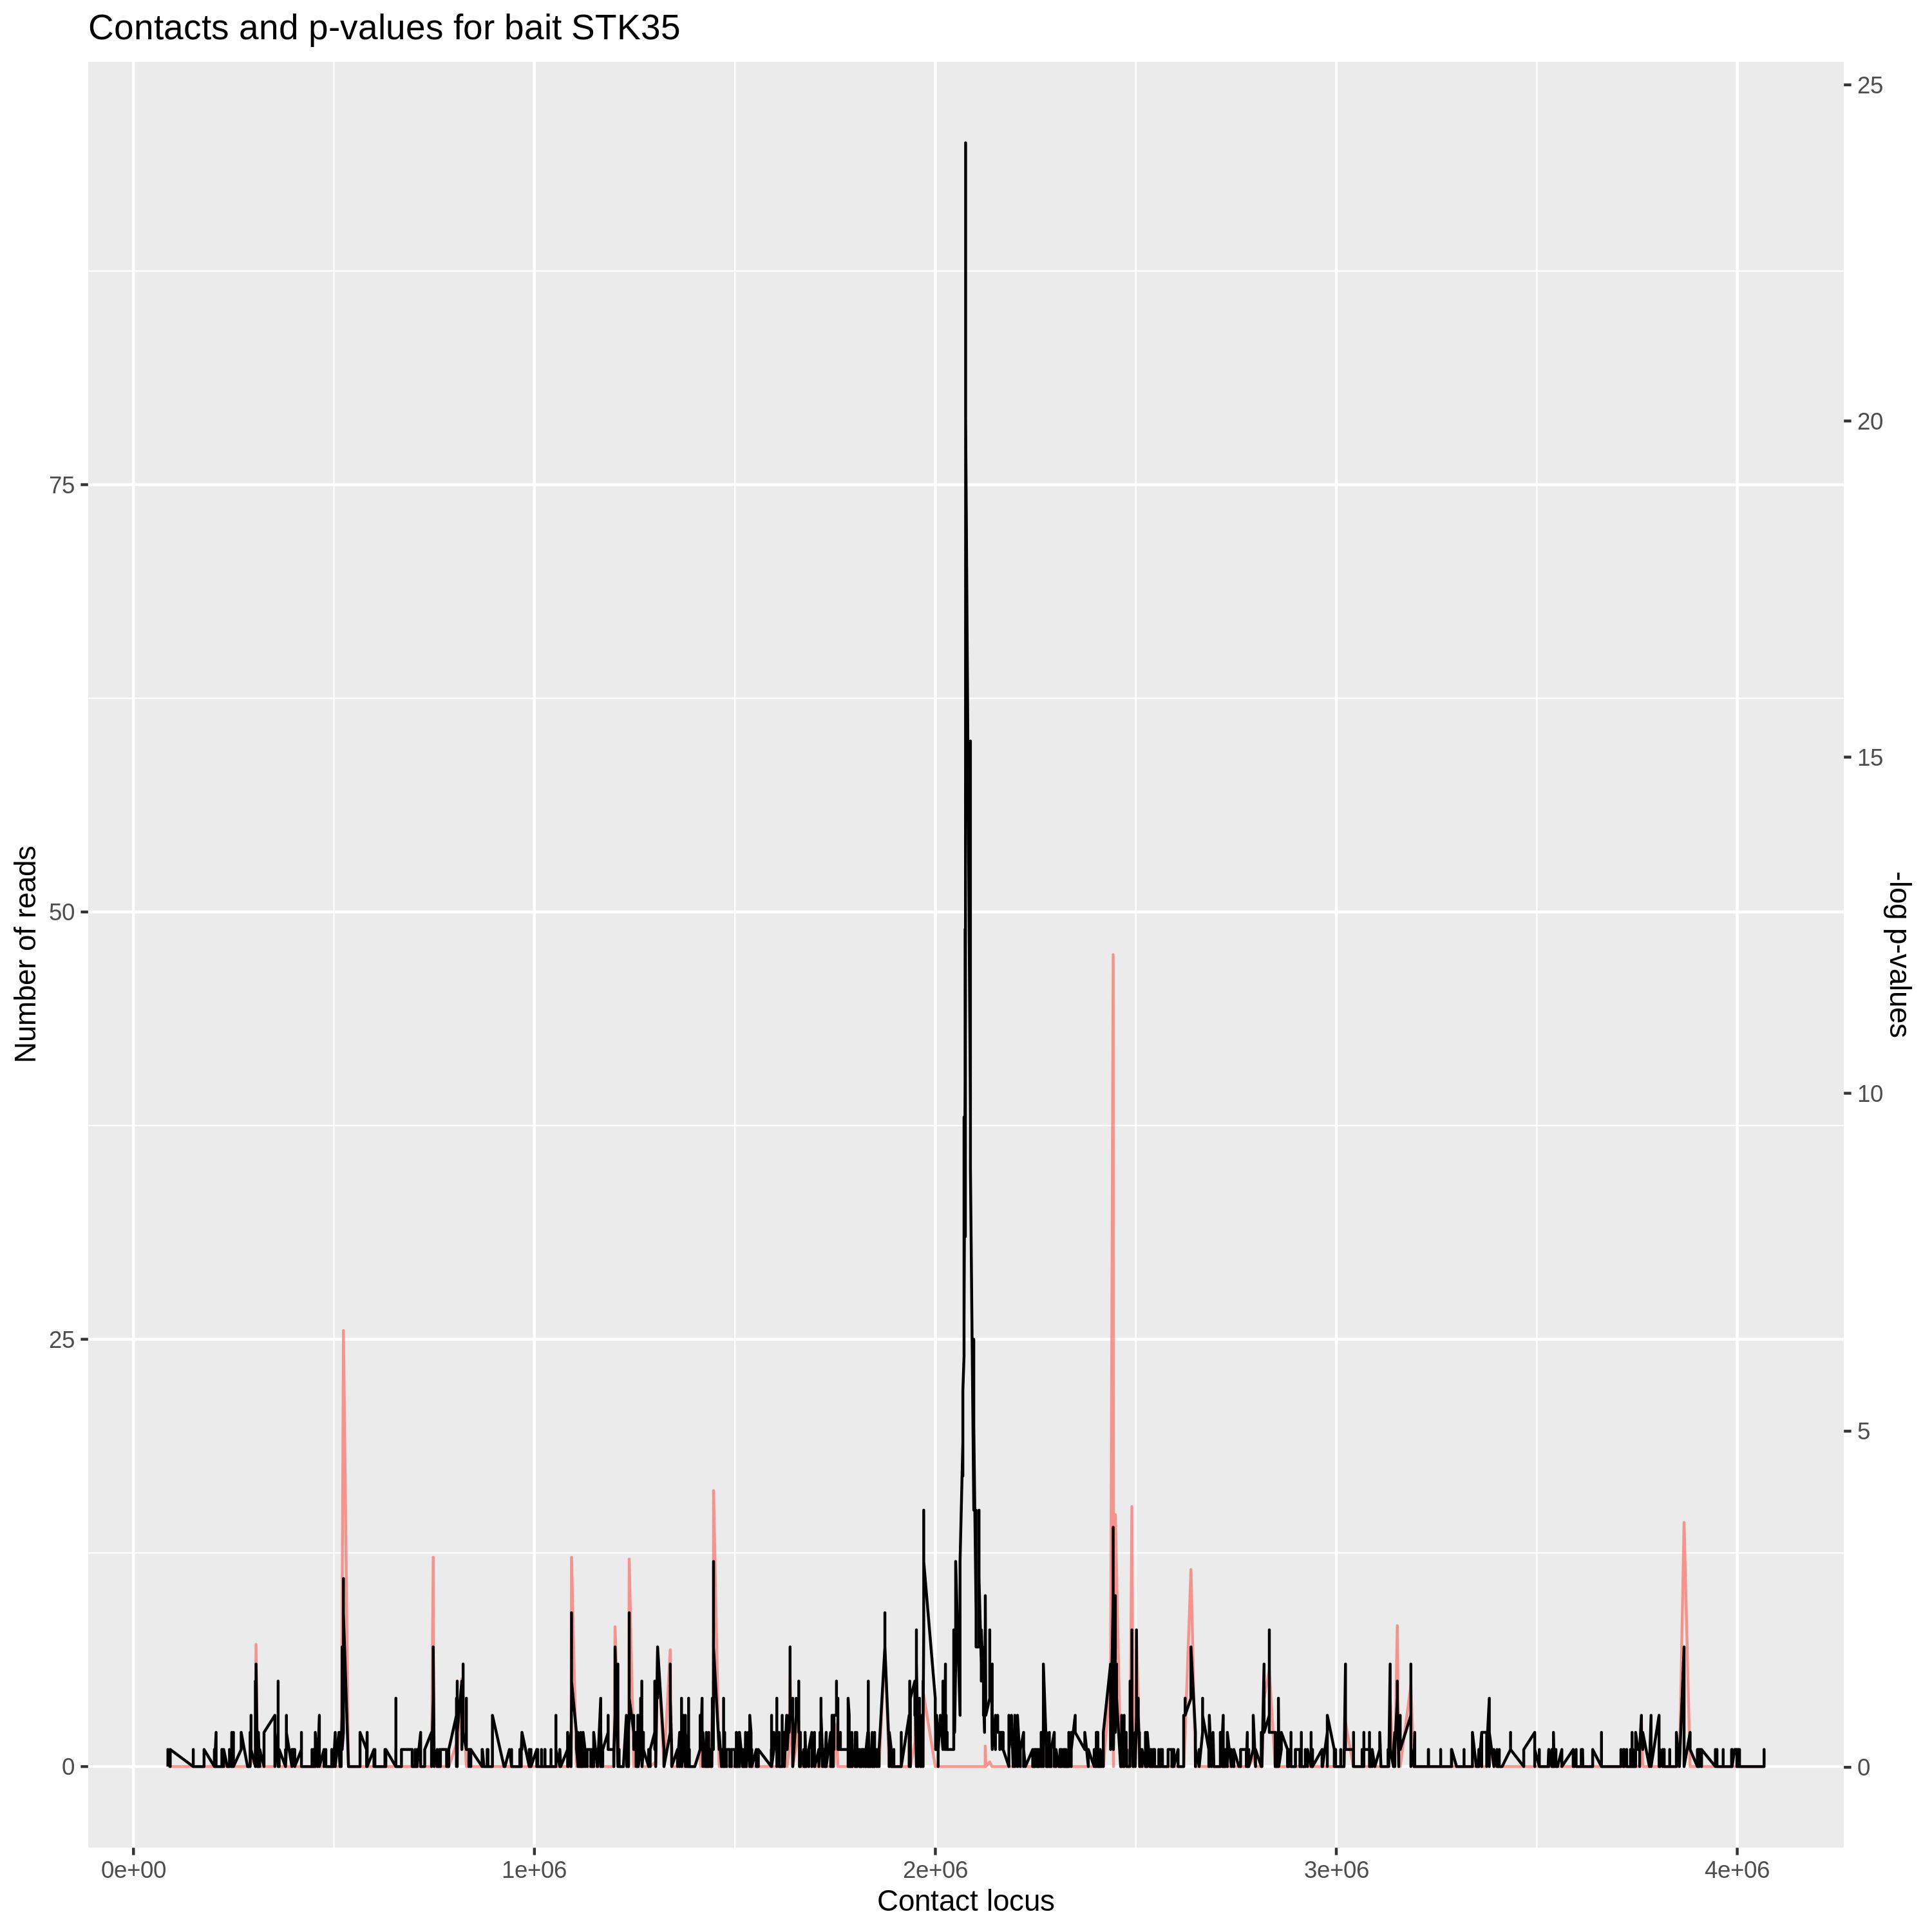 Contacts and p-values for bait STK35
25
20
75
15
50
10
25
5
0
0
Number of reads
-log p-values
0e+00
1e+06
2e+06
3e+06
4e+06
Contact locus